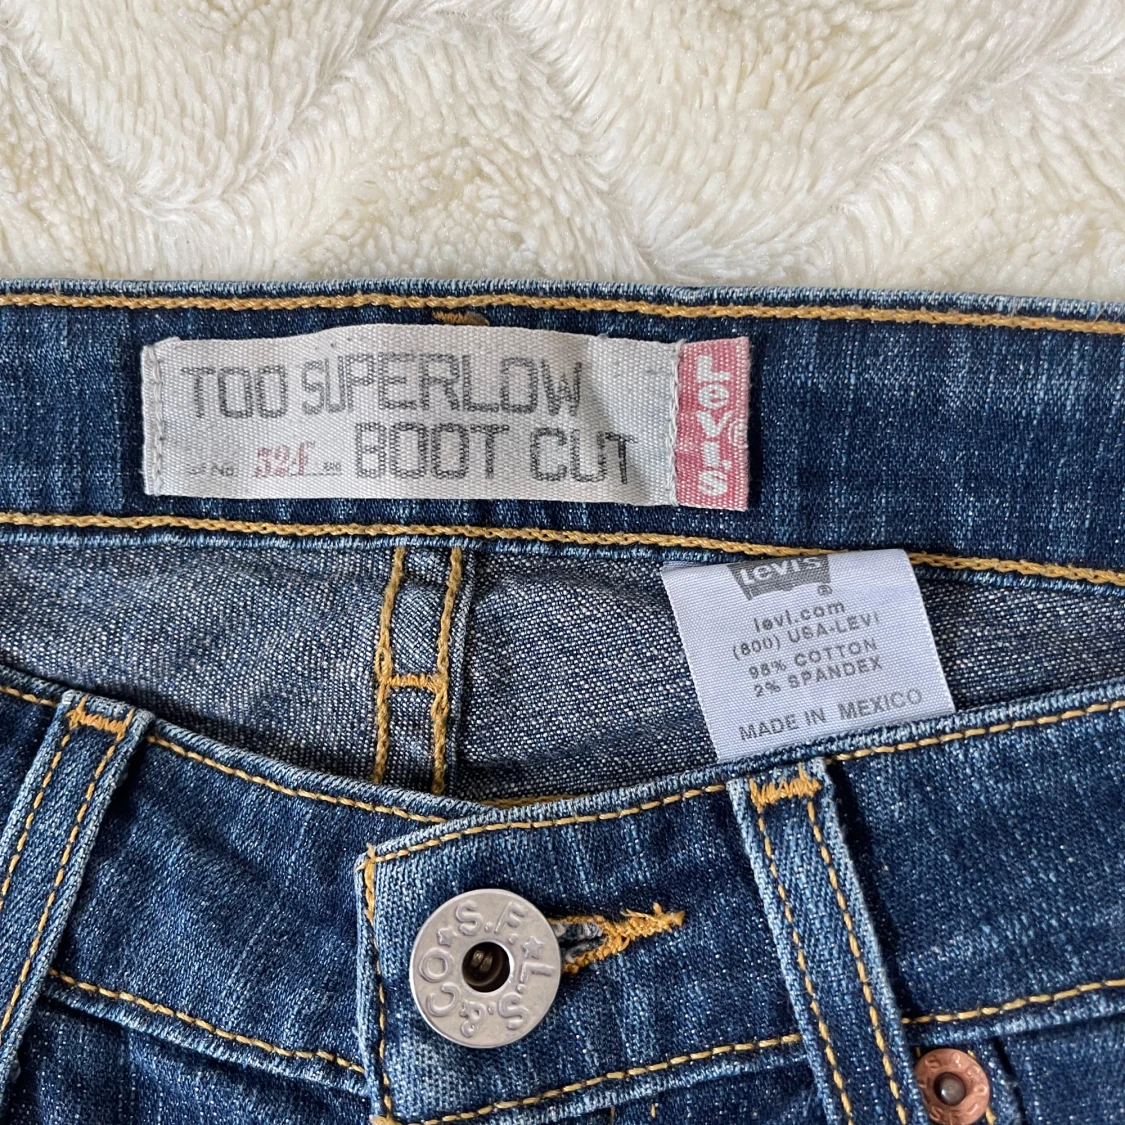 TOO SUPERLOW
No 524 BOOT CUT
LEVI'S
Levi's
®
levi.com
(800) USA-LEVI
98% COTTON
2% SPANDEX
MADE IN MEXICO
S.F. L.S. & CO